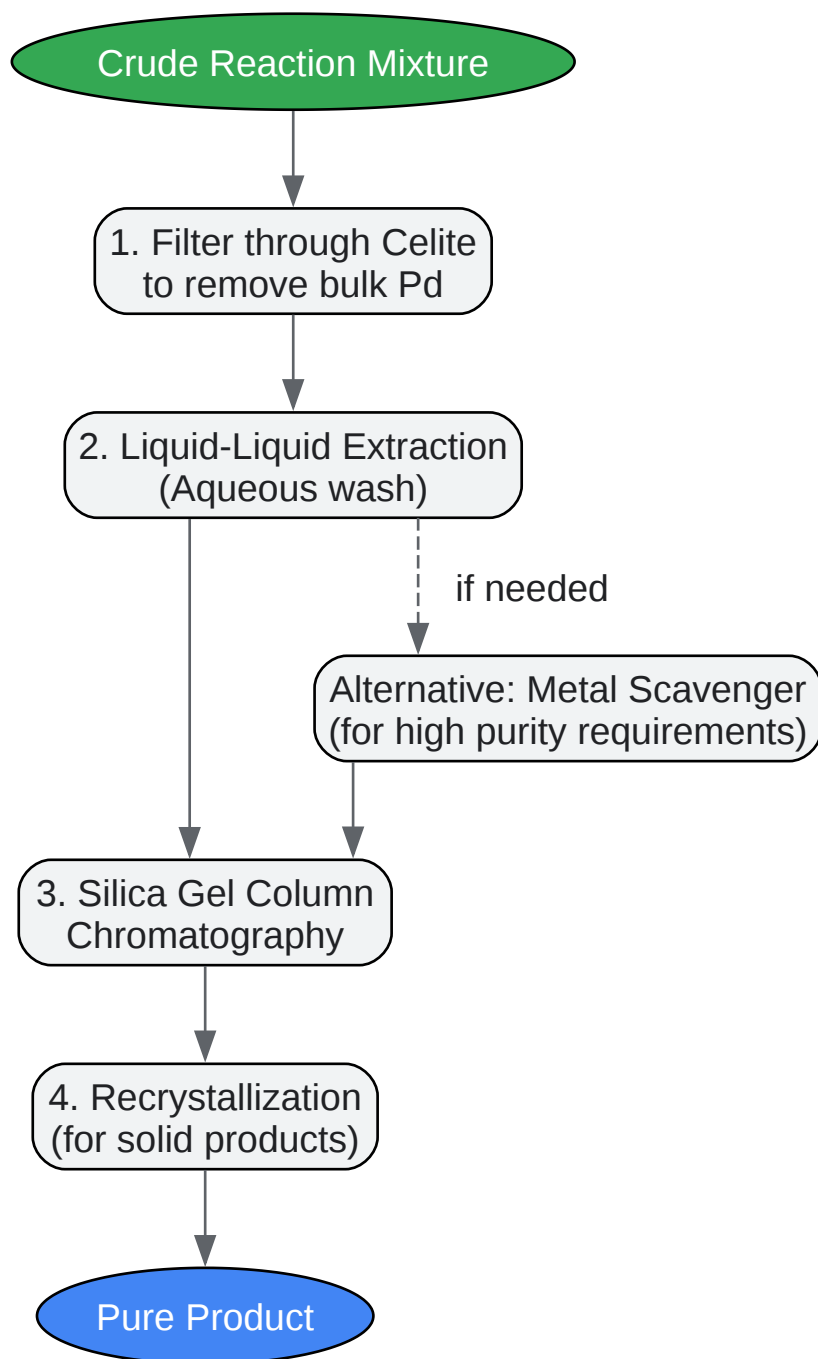 Crude Reaction Mixture
1. Filter through Celite
to remove bulk Pd
2. Liquid-Liquid Extraction
(Aqueous wash)
if needed
Alternative: Metal Scavenger
(for high purity requirements)
3. Silica Gel Column
Chromatography
4. Recrystallization
(for solid products)
Pure Product